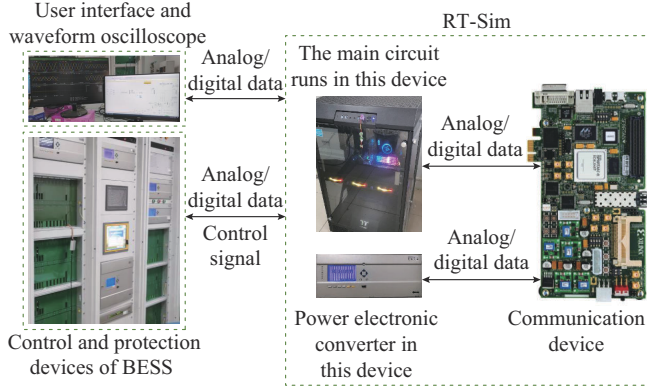 User interface and
waveform oscilloscope
RT-Sim
Analog/
digital data
The main circuit
runs in this device
Analog/
digital data
Analog/
digital data
Control
signal
Analog/
digital data
XILINX
Control and protection
devices of BESS
Power electronic
converter in
this device
Communication
device